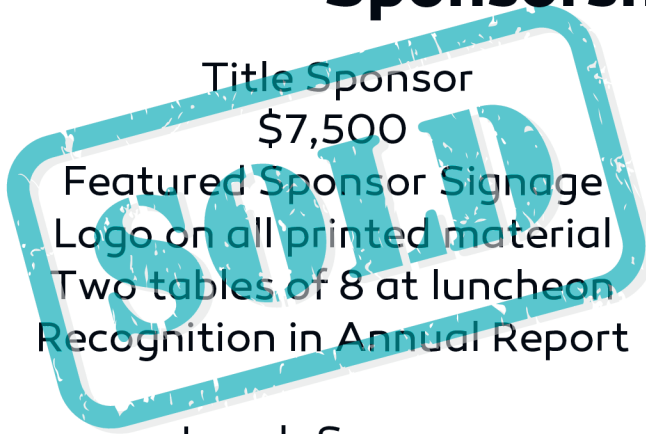 Title Sponsor
$7,500
Featured Sponsor Signage
Logo on all printed material
Two tables of 8 at luncheon
Recognition in Annual Report
SOLD